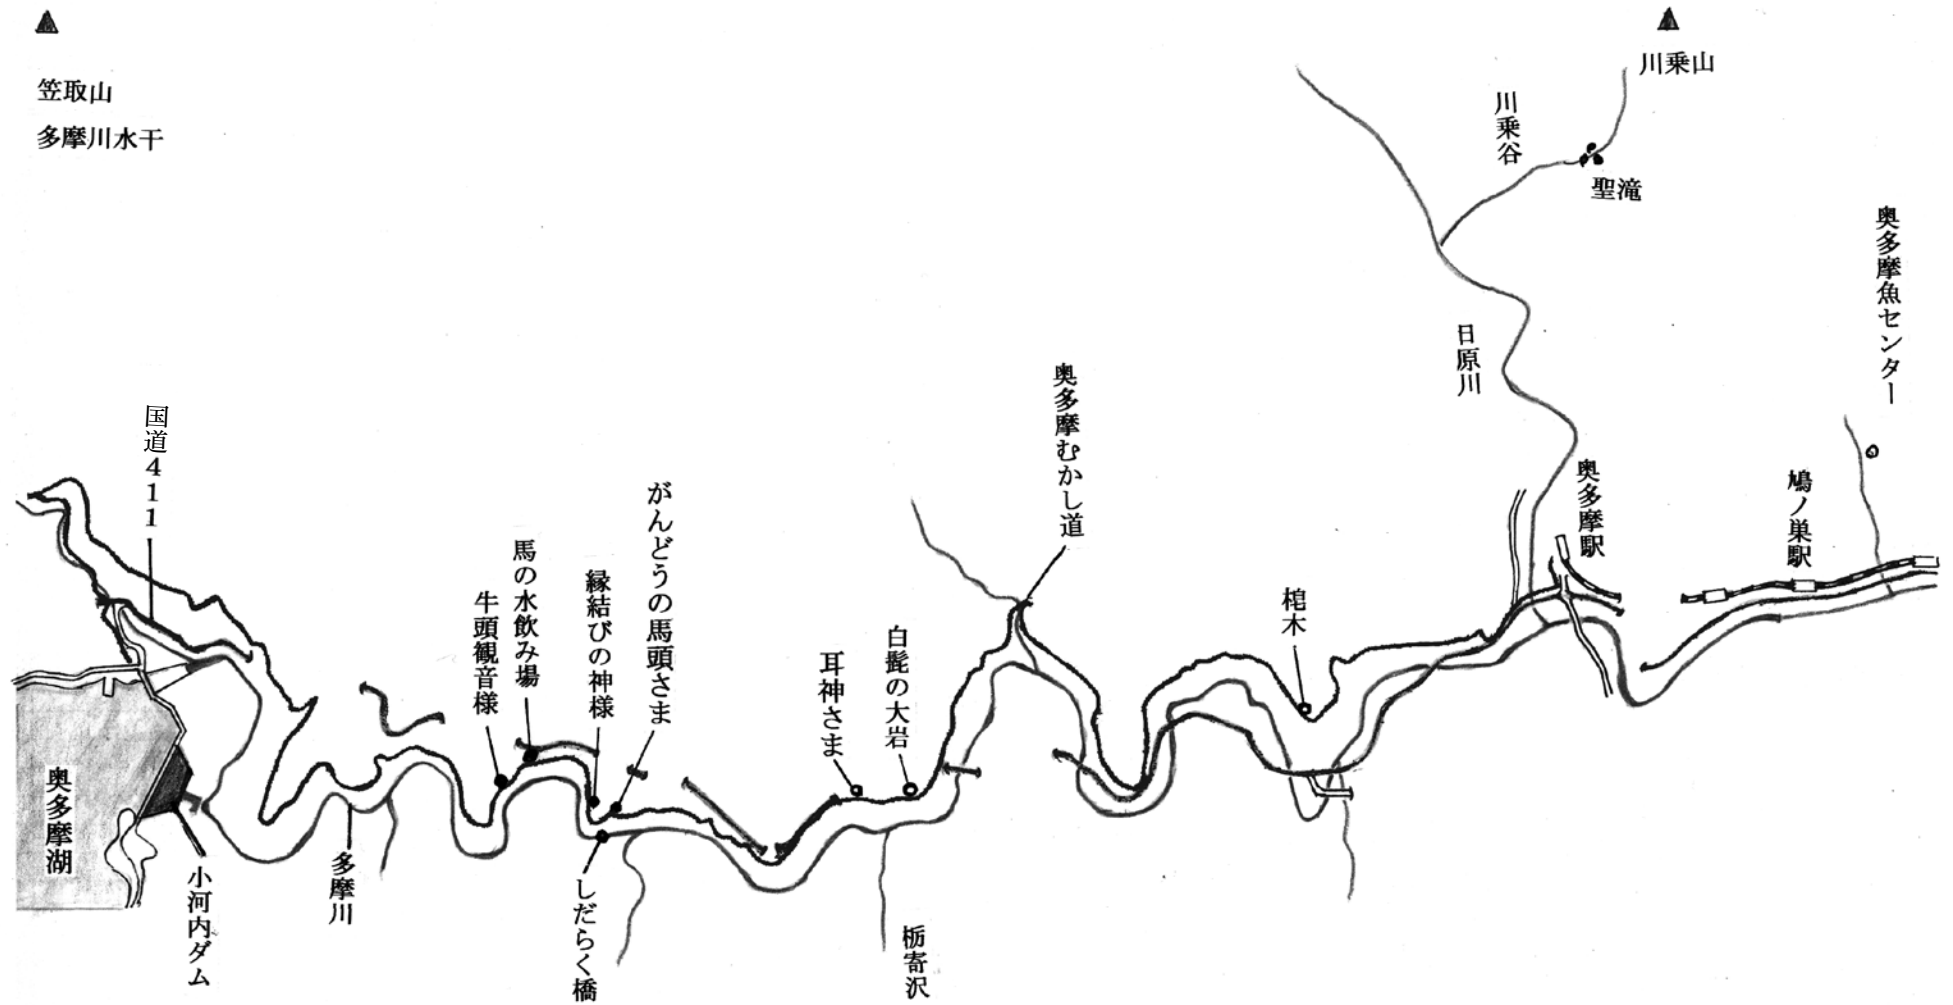 笠取山
多摩川水干
川乗山
川乗谷
聖滝
奥多摩魚センター
日原川
奥多摩むかし道
国道411
奥多摩駅
鳩ノ巣駅
がんどうの馬頭さま
馬の水飲み場
縁結びの神様
牛頭観音様
白髭の大岩
耳神さま
棺木
奥多摩湖
小河内ダム
多摩川
しだらく橋
栃寄沢